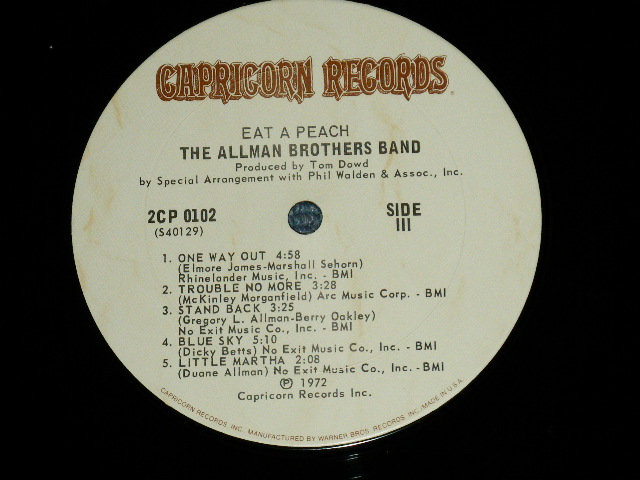 CAPRICORN RECORDS
EAT A PEACH
THE ALLMAN BROTHERS BAND
Produced by Tom Dowd
by Special Arrangement with Phil Walden & Assoc., Inc.
2CP 0102
(S40129)
SIDE
III
1. ONE WAY OUT 4:58
(Elmore James-Marshall Sehorn)
Rhinelander Music, Inc. - BMI
2. TROUBLE NO MORE 3:28
(McKinley Morganfield) Arc Music Corp. - BMI
3. STAND BACK 3:25
(Gregory L. Allman-Berry Oakley)
No Exit Music Co., Inc. - BMI
4. BLUE SKY 5:10
(Dicky Betts) No Exit Music Co., Inc. - BMI
5. LITTLE MARTHA 2:08
(Duane Allman) No Exit Music Co., Inc. - BMI
Ⓟ 1972
Capricorn Records Inc.
CAPRICORN RECORDS, INC. MANUFACTURED BY WARNER BROS. RECORDS INC. MADE IN U.S.A.